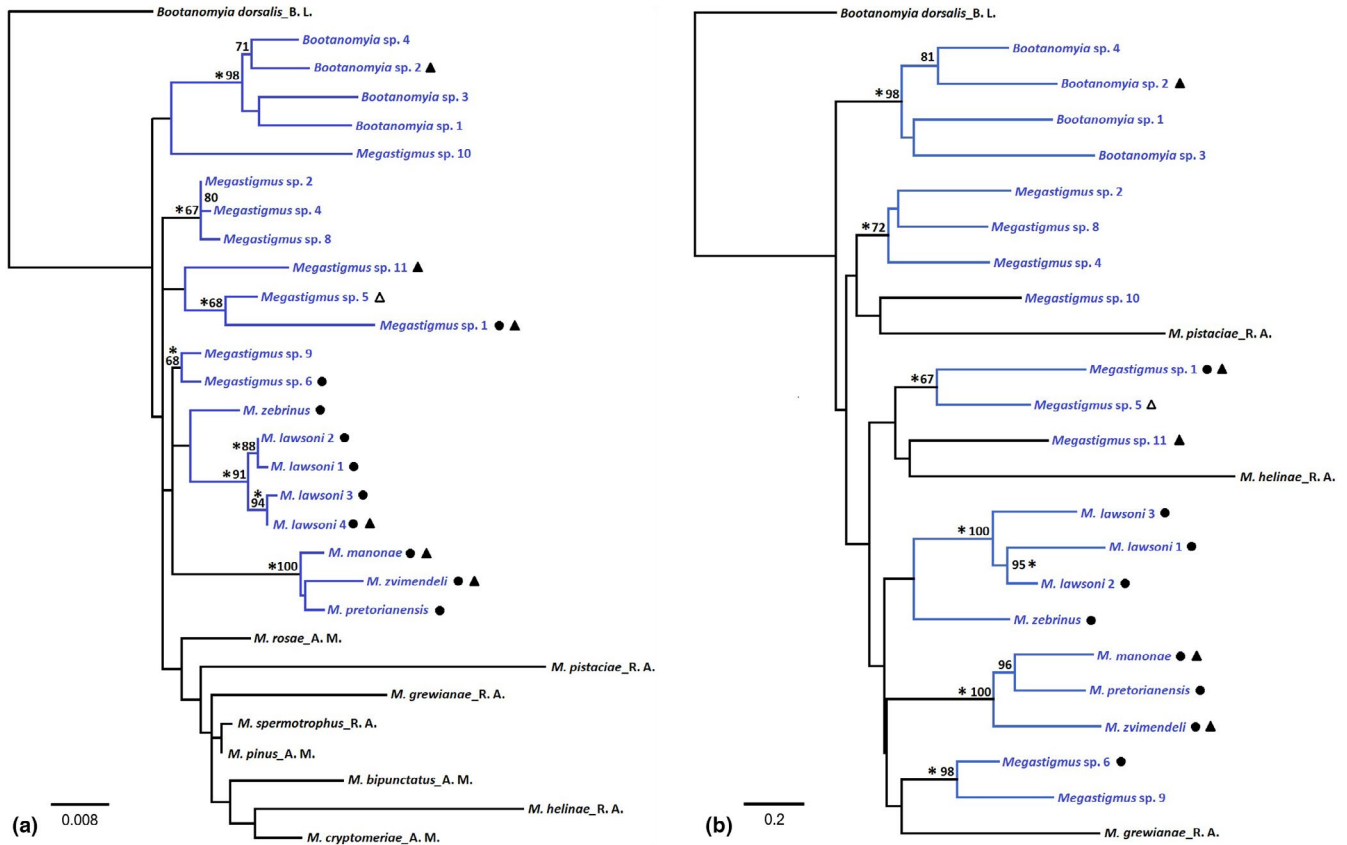 Bootanomyia dorsalis_B. L.
71
Bootanomyia sp. 4
*98
Bootanomyia sp. 2 ▲
Bootanomyia sp. 3
Bootanomyia sp. 1
Megastigmus sp. 10
Megastigmus sp. 2
80
*67
Megastigmus sp. 4
Megastigmus sp. 8
Megastigmus sp. 11 ▲
*68
Megastigmus sp. 5 △
Megastigmus sp. 1 ● ▲
*
68
Megastigmus sp. 9
Megastigmus sp. 6 ●
M. zebrinus ●
*88
M. lawsoni 2 ●
*91
M. lawsoni 1 ●
*
94
M. lawsoni 3 ●
M. lawsoni 4 ● ▲
*100
M. manonae ● ▲
M. zvimendeli ● ▲
M. pretorianensis ●
M. rosae_A. M.
M. pistaciae_R. A.
M. grewianae_R. A.
M. spermotrophus_R. A.
M. pinus_A. M.
M. bipunctatus_A. M.
M. helinae_R. A.
M. cryptomeriae_A. M.
(a)
0.008
Bootanomyia dorsalis_B. L.
81
Bootanomyia sp. 4
*98
Bootanomyia sp. 2 ▲
Bootanomyia sp. 1
Bootanomyia sp. 3
Megastigmus sp. 2
*72
Megastigmus sp. 8
Megastigmus sp. 4
Megastigmus sp. 10
M. pistaciae_R. A.
*67
Megastigmus sp. 1 ● ▲
Megastigmus sp. 5 △
Megastigmus sp. 11 ▲
M. helinae_R. A.
*100
M. lawsoni 3 ●
M. lawsoni 1 ●
95*
M. lawsoni 2 ●
M. zebrinus ●
96
M. manonae ● ▲
*100
M. pretorianensis ●
M. zvimendeli ● ▲
*98
Megastigmus sp. 6 ●
Megastigmus sp. 9
M. grewianae_R. A.
(b)
0.2